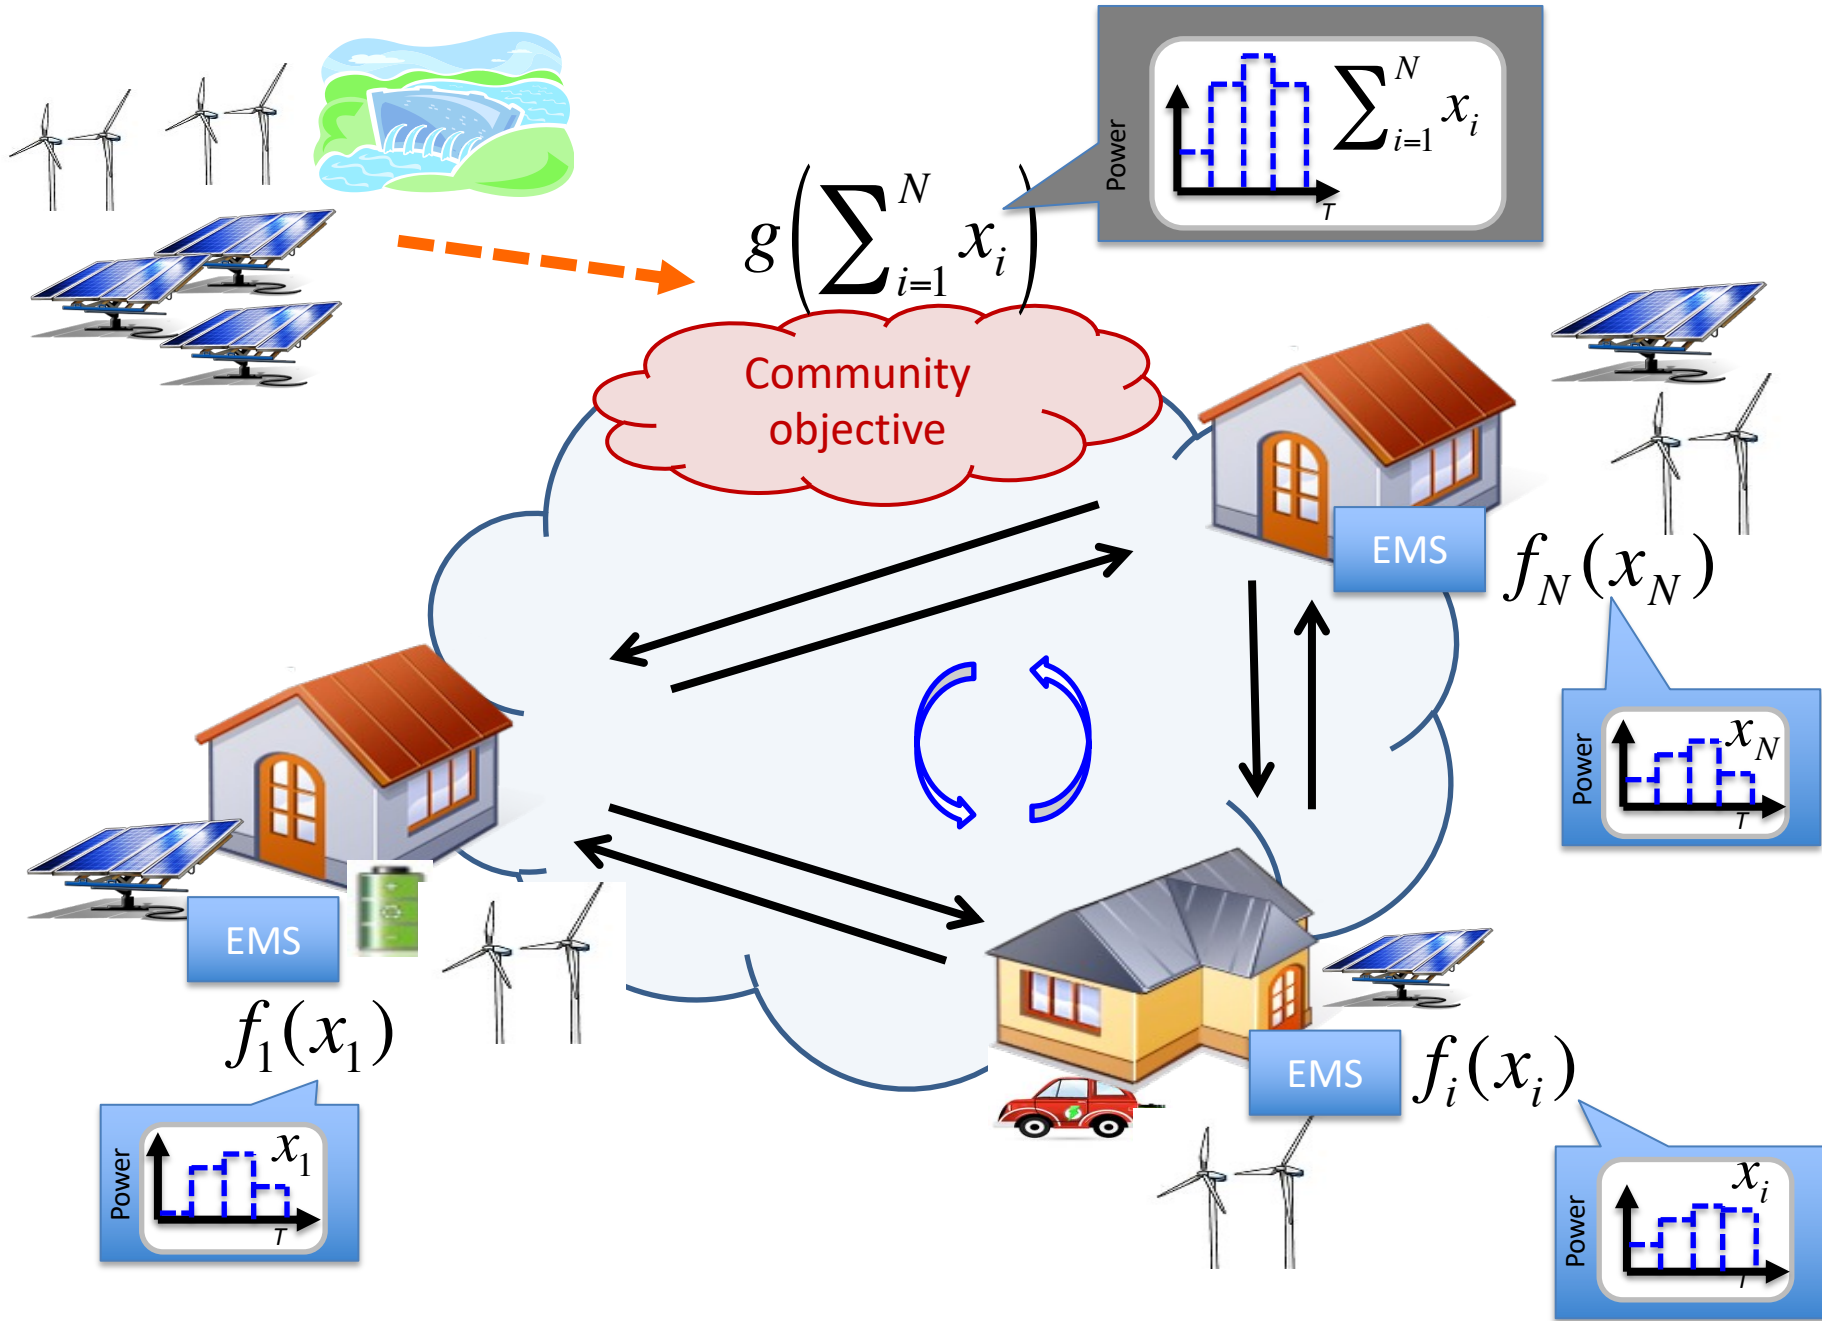 Power
∑_{i=1}^{N} x_i
T
g(∑_{i=1}^{N} x_i)
Community
objective
EMS
f_N(x_N)
Power
x_N
T
EMS
f_1(x_1)
Power
x_1
T
EMS
f_i(x_i)
Power
x_i
T